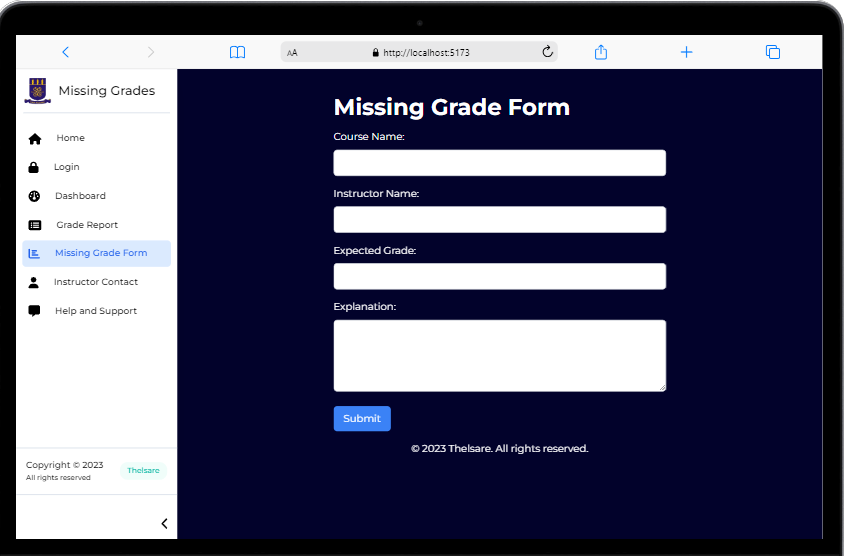 AA
http://localhost:5173
Missing Grades
Home
Login
Dashboard
Grade Report
Missing Grade Form
Instructor Contact
Help and Support
Copyright © 2023
All rights reserved
Thelsare
Missing Grade Form
Course Name:
Instructor Name:
Expected Grade:
Explanation:
Submit
© 2023 Thelsare. All rights reserved.